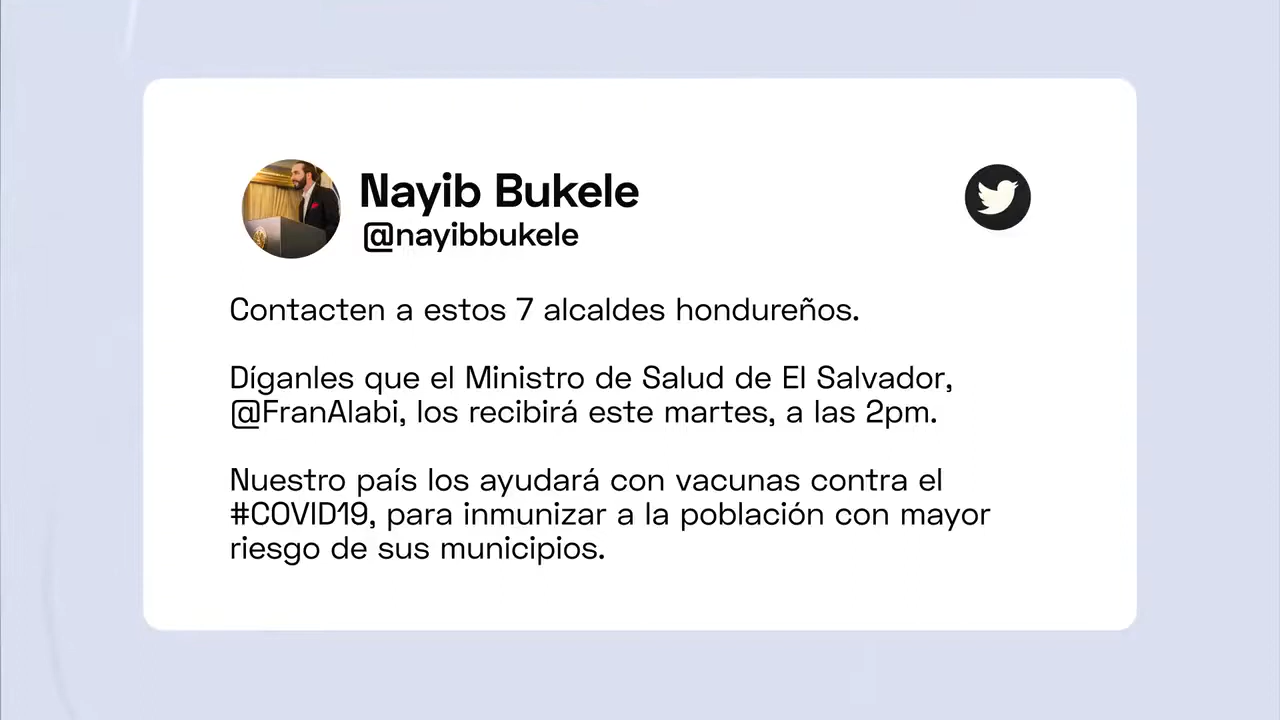 Nayib Bukele
@nayibbukele
Contacten a estos 7 alcaldes hondureños.
Díganles que el Ministro de Salud de El Salvador,
@FranAlabi, los recibirá este martes, a las 2pm.
Nuestro país los ayudará con vacunas contra el
#COVID19, para inmunizar a la población con mayor
riesgo de sus municipios.